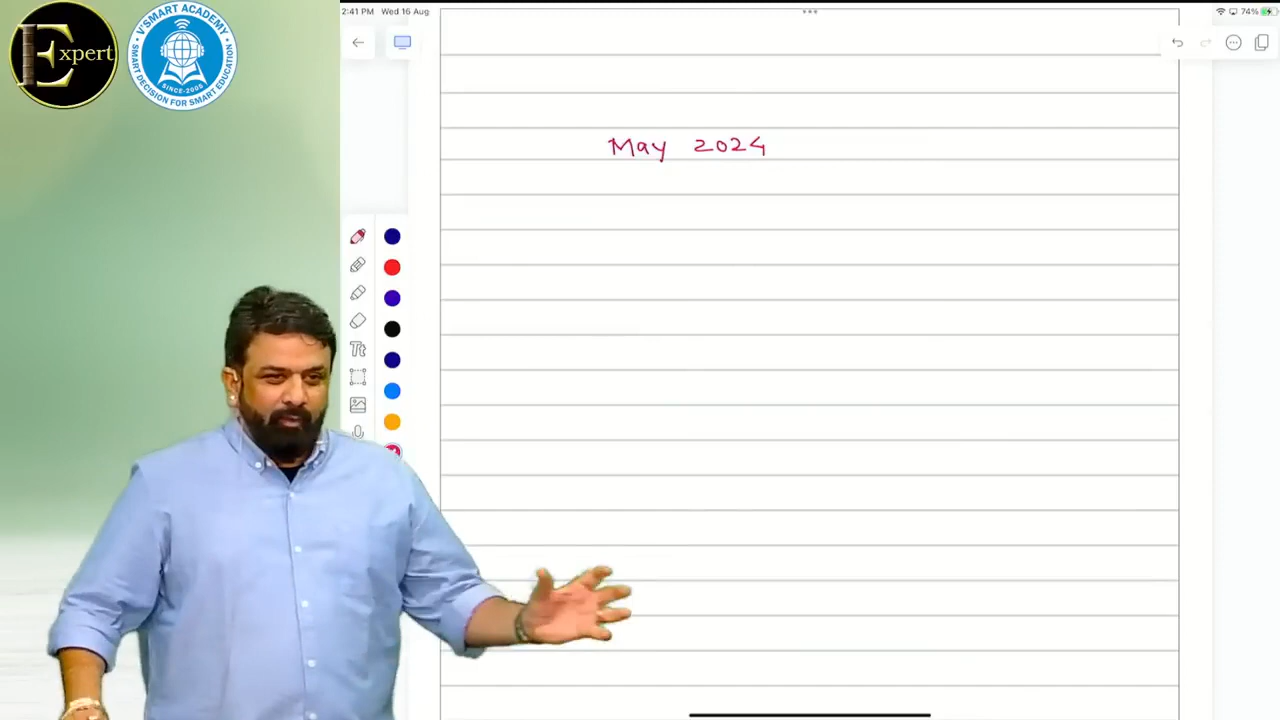 Expert
V'SMART ACADEMY
SINCE-2005
SMART DECISION FOR SMART EDUCATION
2:41 PM Wed 16 Aug
74%
May 2024
Tt